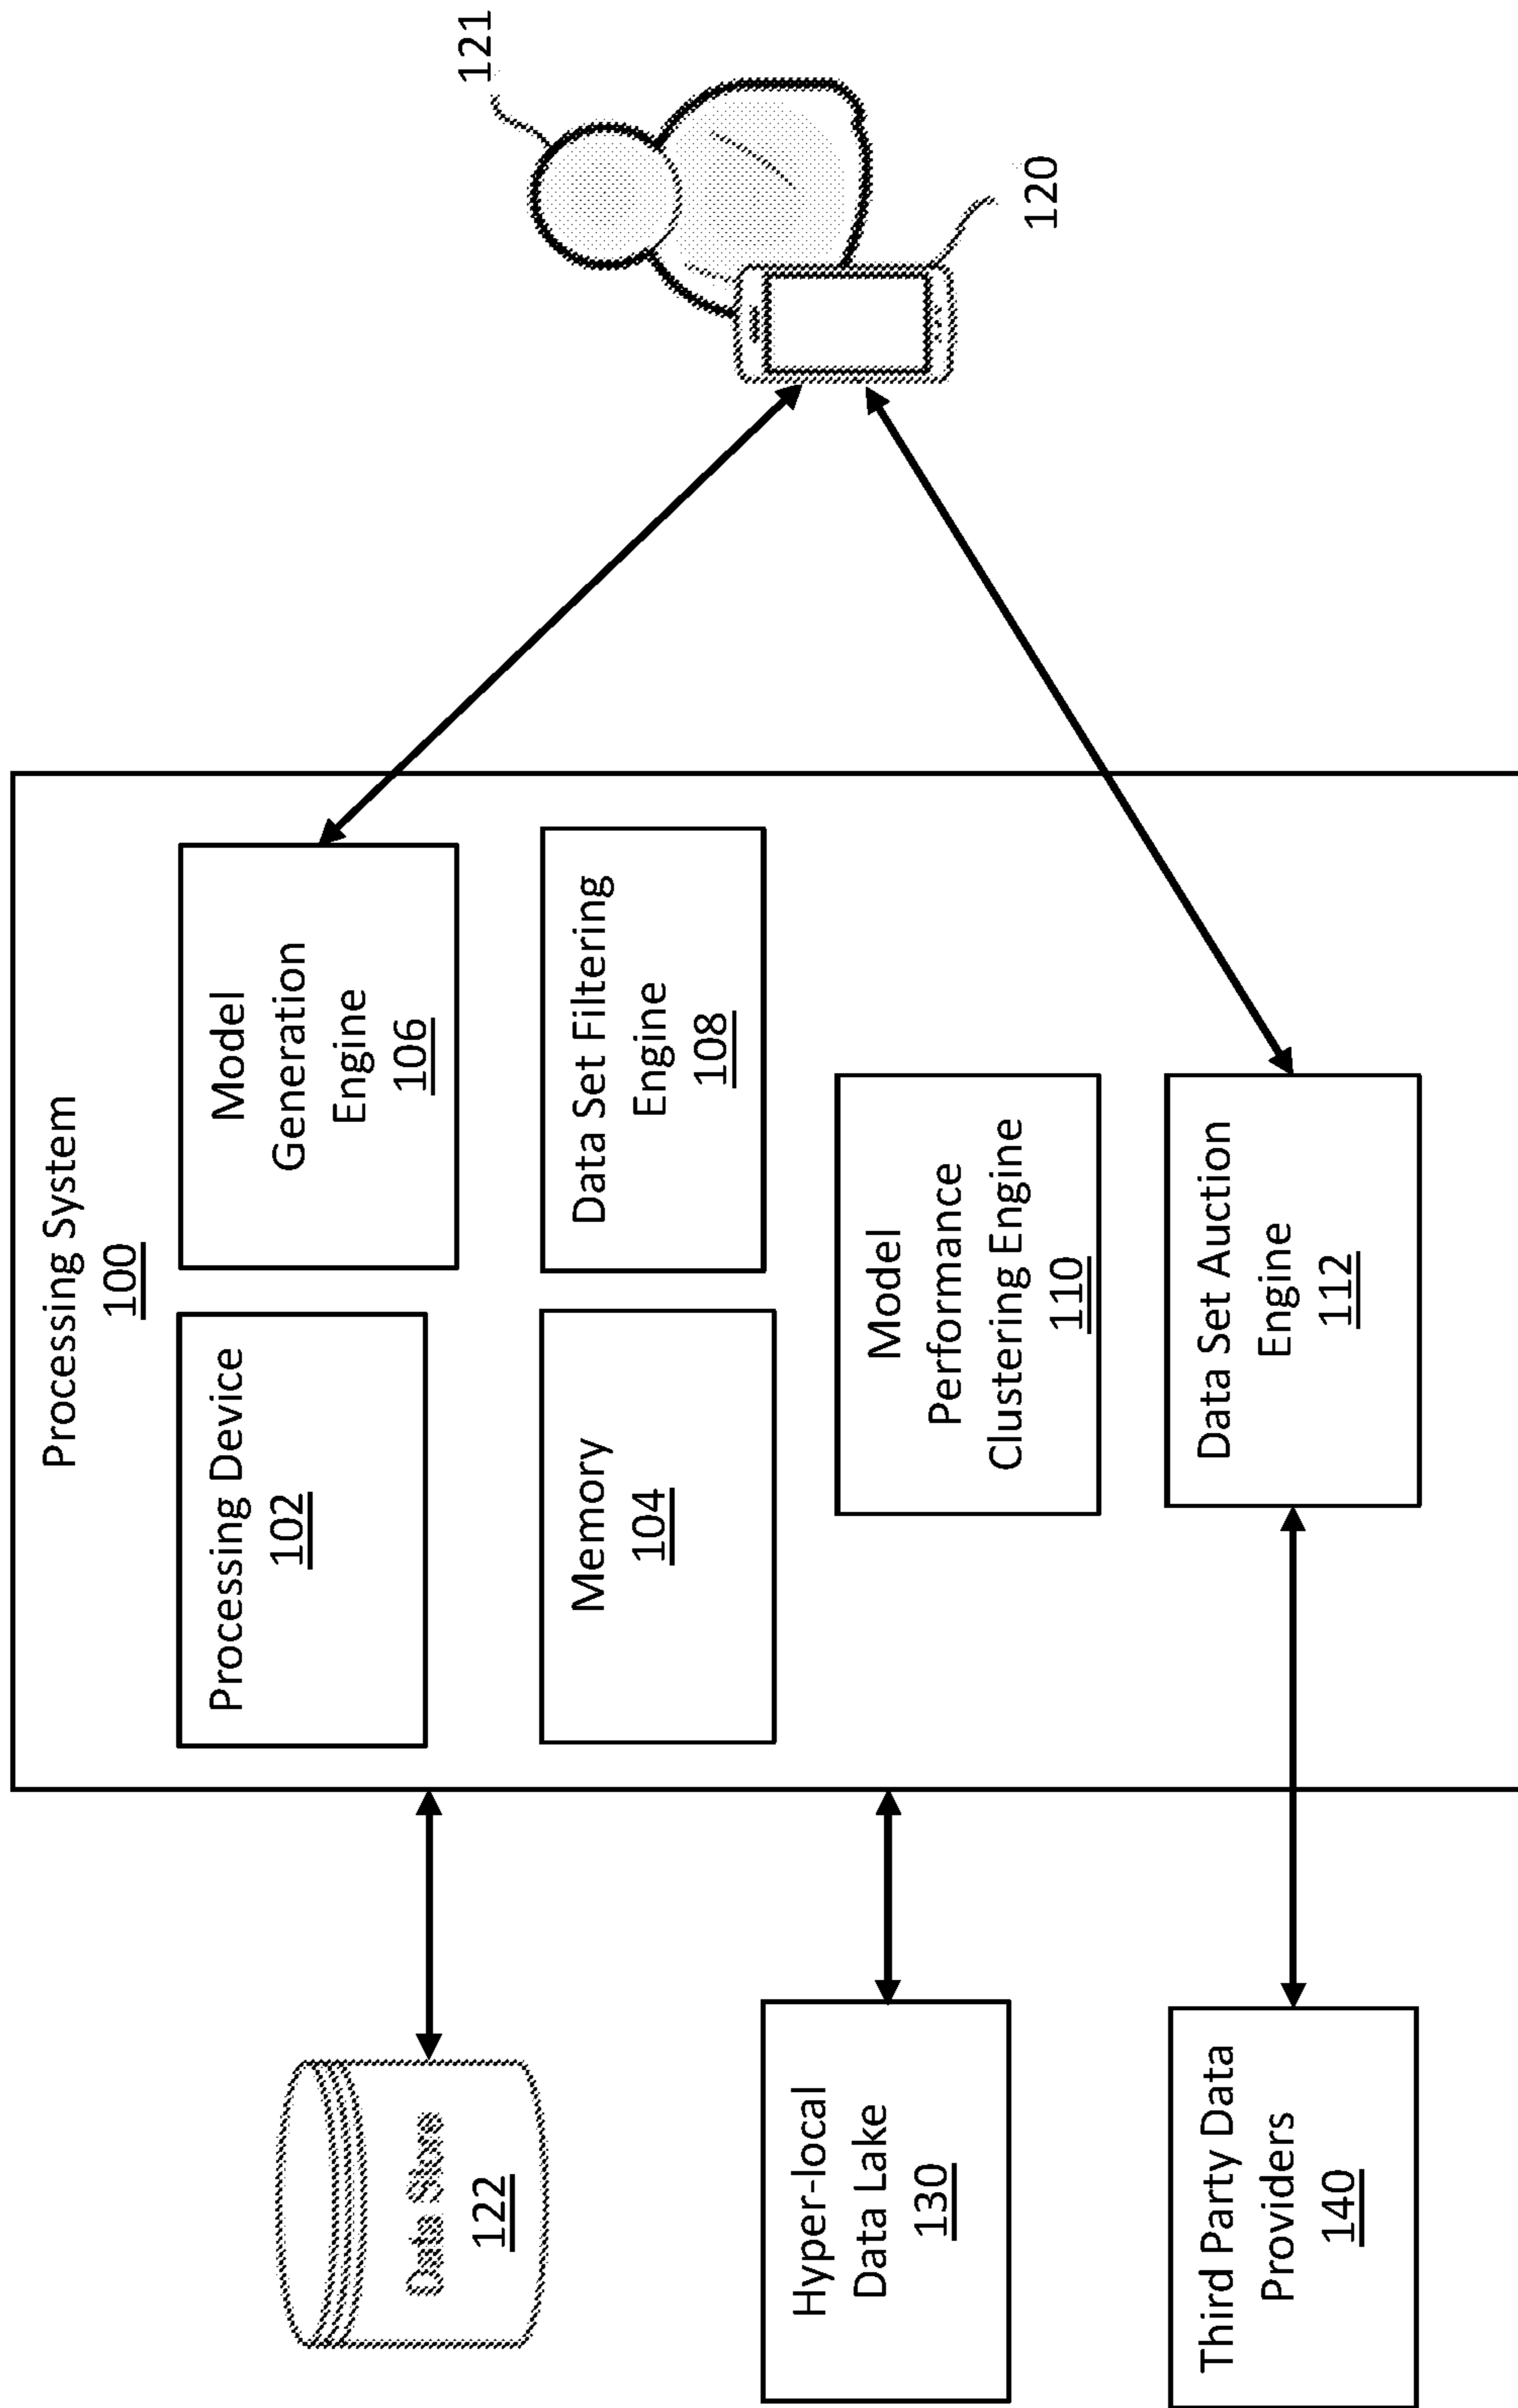 Processing System
100
Processing Device
102
Model
Generation
Engine
106
Memory
104
Data Set Filtering
Engine
108
Model
Performance
Clustering Engine
110
Data Set Auction
Engine
112
Data Store
122
Hyper-local
Data Lake
130
Third Party Data
Providers
140
121
120